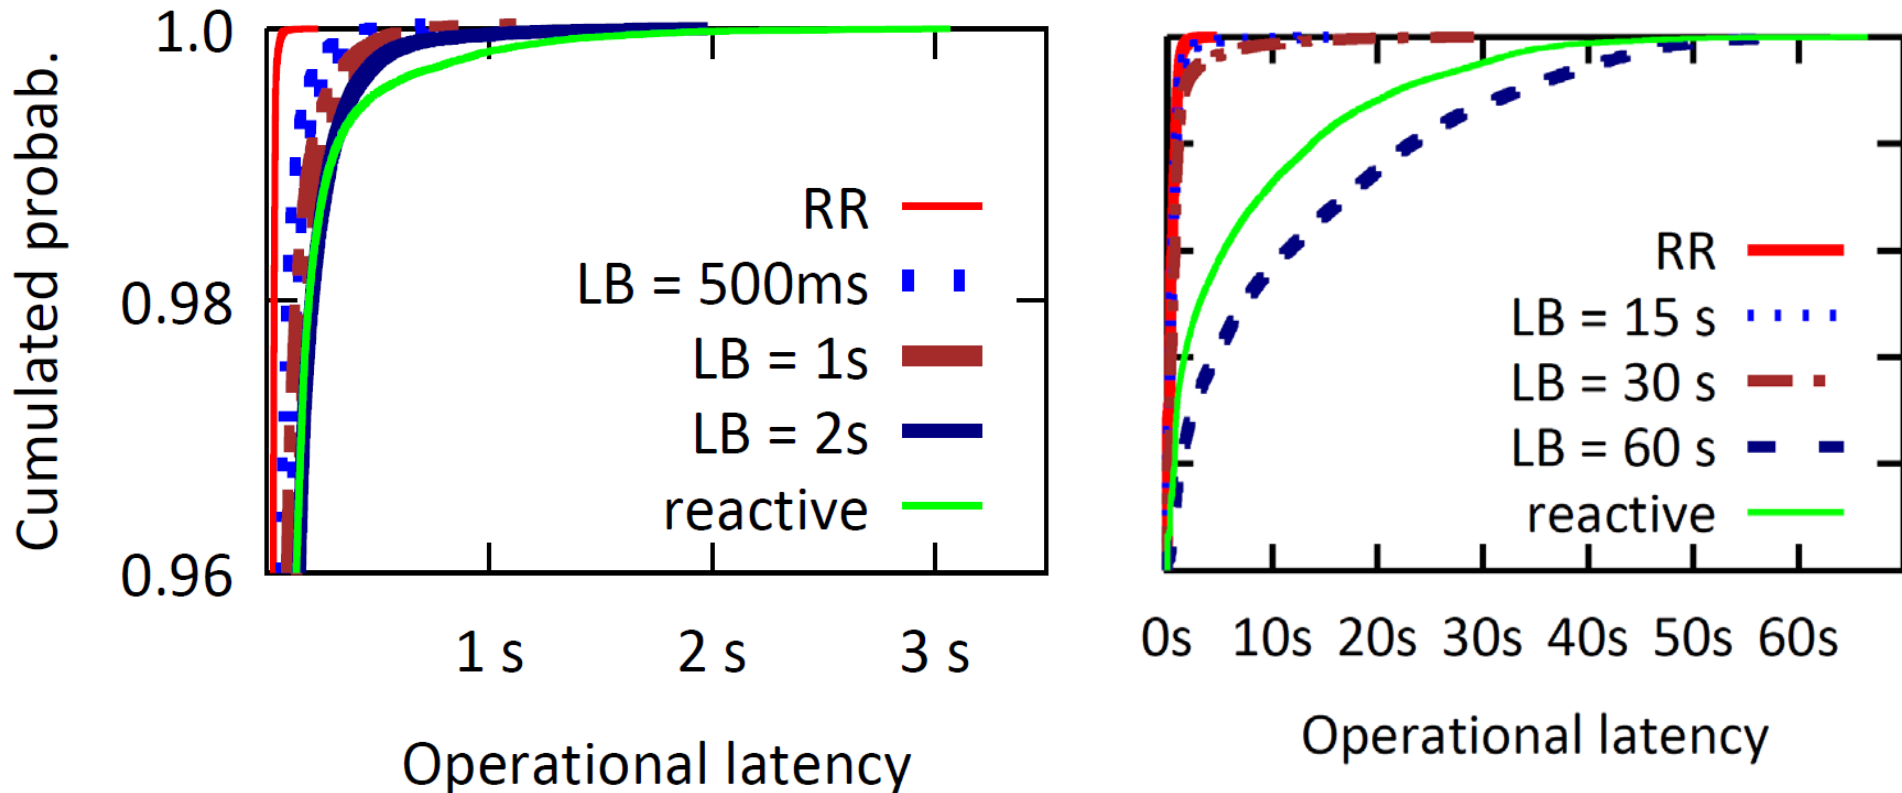 Cumulated prob.
1.0
0.98
0.96
RR
LB = 500ms
LB = 1s
LB = 2s
reactive
1 s
2 s
3 s
Operational latency
RR
LB = 15 s
LB = 30 s
LB = 60 s
reactive
0s
10s
20s
30s
40s
50s
60s
Operational latency